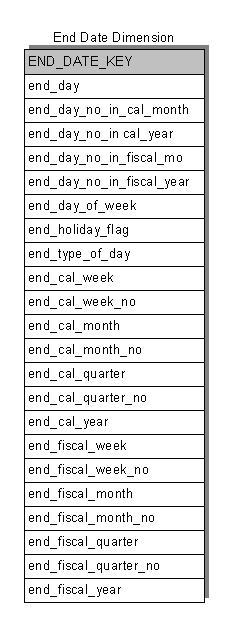 End Date Dimension
END_DATE_KEY
end_day
end_day_no_in_cal_month
end_day_no_in cal_year
end_day_no_in_fiscal_mo
end_day_no_in_fiscal_year
end_day_of_week
end_holiday_flag
end_type_of_day
end_cal_week
end_cal_week_no
end_cal_month
end_cal_month_no
end_cal_quarter
end_cal_quarter_no
end_cal_year
end_fiscal_week
end_fiscal_week_no
end_fiscal_month
end_fiscal_month_no
end_fiscal_quarter
end_fiscal_quarter_no
end_fiscal_year